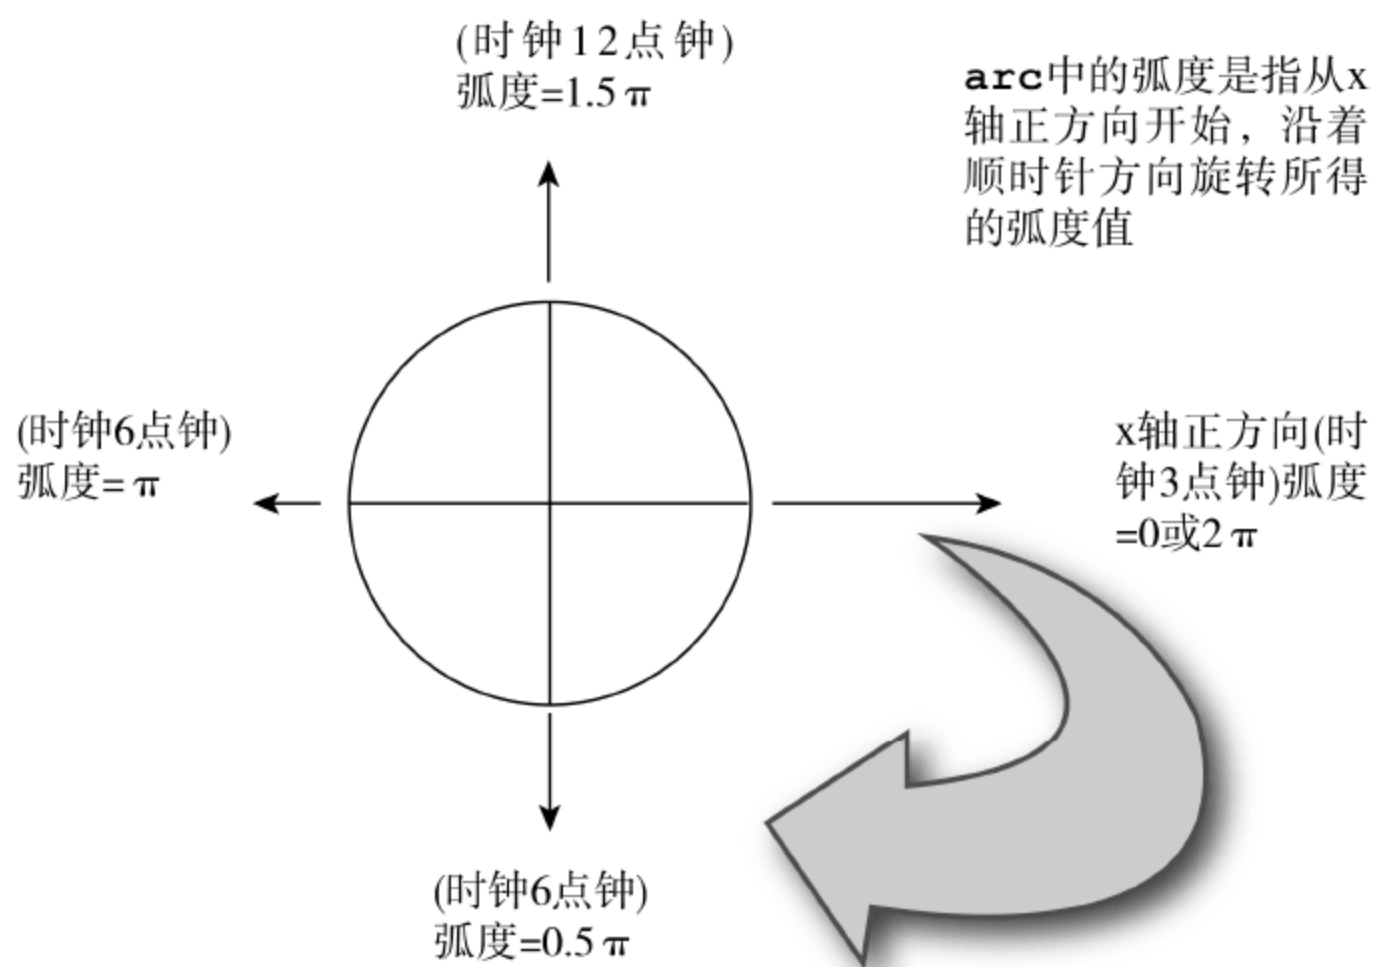 (时钟12点钟)
弧度=1.5π
arc中的弧度是指从x
轴正方向开始，沿着
顺时针方向旋转所得
的弧度值
(时钟6点钟)
弧度=π
x轴正方向(时
钟3点钟)弧度
=0或2π
(时钟6点钟)
弧度=0.5π